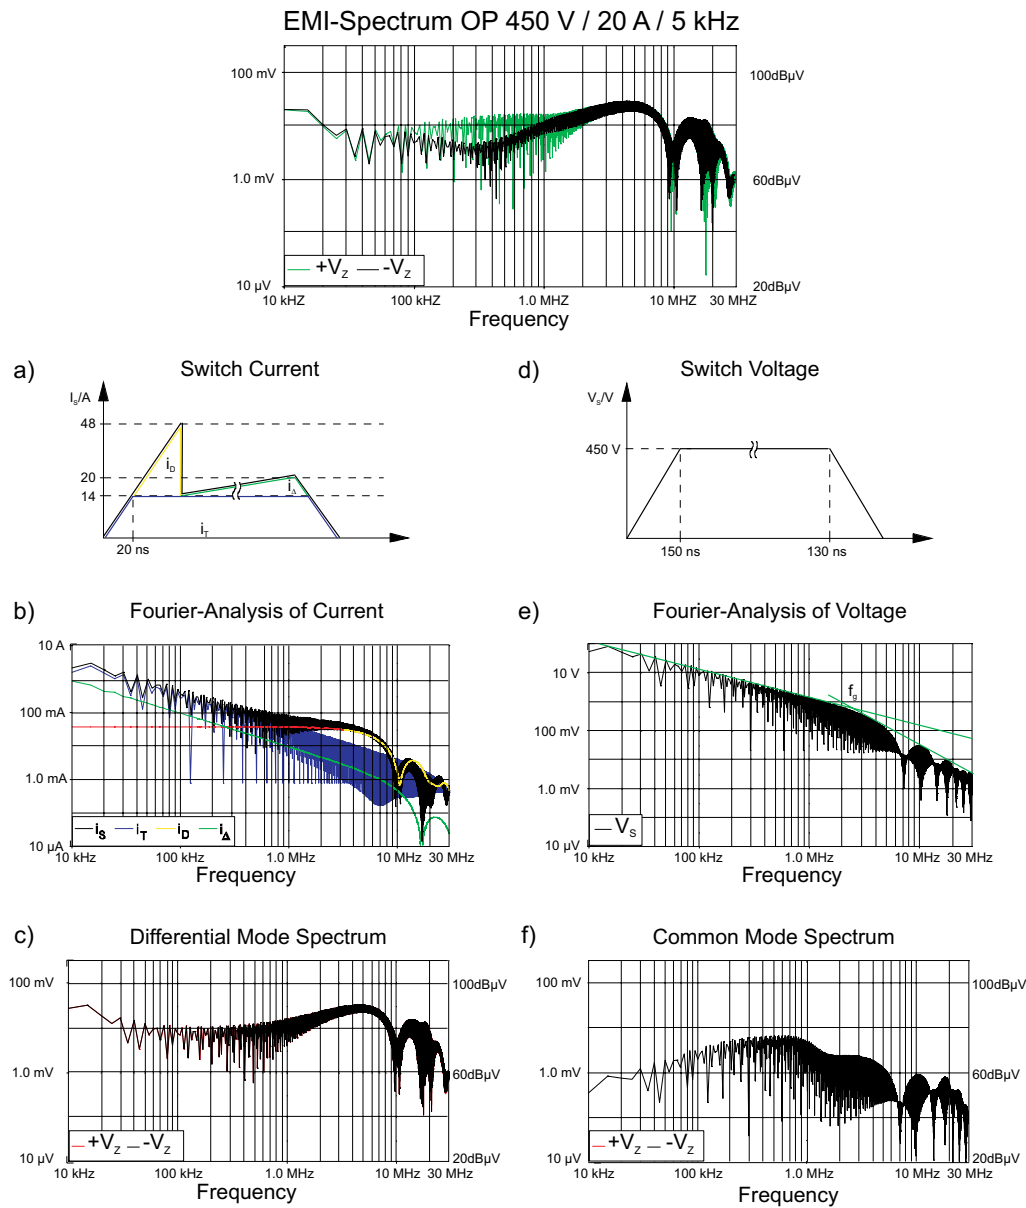 EMI-Spectrum OP 450 V / 20 A / 5 kHz
100 mV
100dBµV
1.0 mV
60dBµV
+Vz -Vz
10 µV
20dBµV
10 kHZ 100 kHZ 1.0 MHZ 10 MHZ 30 MHZ
Frequency
a) Switch Current
Is/A
48
20
14
iD
iΔ
iT
20 ns
d) Switch Voltage
Vs/V
450 V
150 ns 130 ns
b) Fourier-Analysis of Current
10 A
100 mA
1.0 mA
iS iT iD iΔ
10 µA
10 kHz 100 kHz 1.0 MHz 10 MHz 30 MHz
Frequency
e) Fourier-Analysis of Voltage
10 V
fg
100 mV
1.0 mV
VS
10 µV
10 kHz 100 kHz 1.0 MHz 10 MHz 30 MHz
Frequency
c) Differential Mode Spectrum
100 mV
100dBµV
1.0 mV
60dBµV
+Vz -Vz
10 µV
20dBµV
10 kHz 100 kHz 1.0 MHz 10 MHz 30 MHz
Frequency
f) Common Mode Spectrum
100 mV
100dBµV
1.0 mV
60dBµV
+Vz -Vz
10 µV
20dBµV
10 kHz 100 kHz 1.0 MHz 10 MHz 30 MHz
Frequency